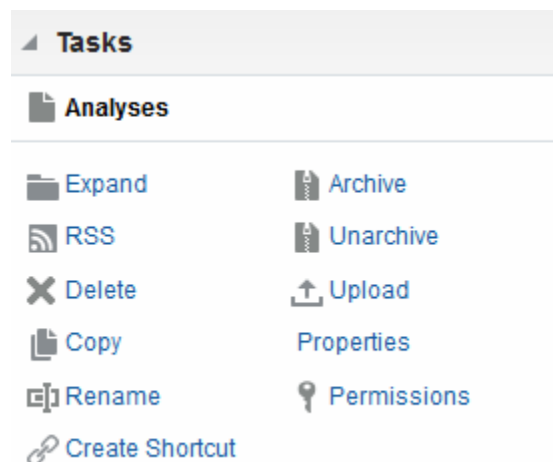 Tasks
Analyses
Expand Archive
RSS Unarchive
Delete Upload
Copy Properties
Rename Permissions
Create Shortcut